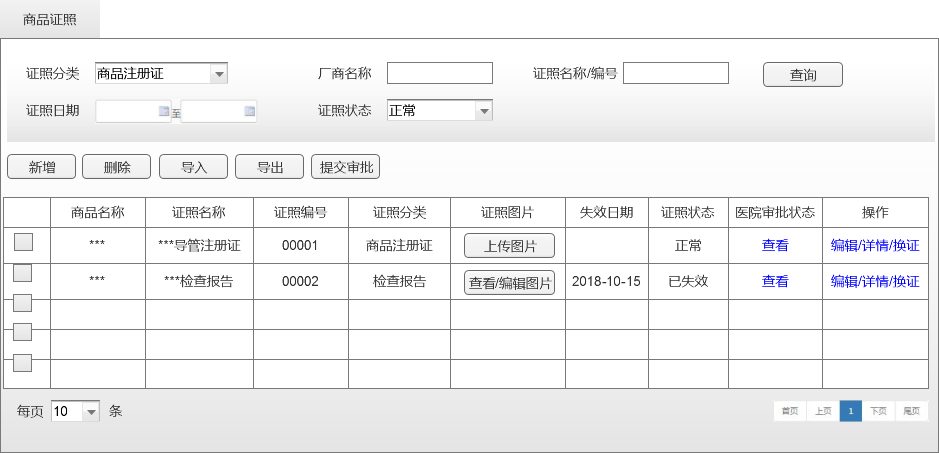 商品证照
证照分类 商品注册证 厂商名称 证照名称/编号 查询
证照日期 至 证照状态 正常
新增 删除 导入 导出 提交审批
商品名称 证照名称 证照编号 证照分类 证照图片 失效日期 证照状态 医院审批状态 操作
*** ***导管注册证 00001 商品注册证 上传图片 正常 查看 编辑/详情/换证
*** ***检查报告 00002 检查报告 查看/编辑图片 2018-10-15 已失效 查看 编辑/详情/换证
每页 10 条 首页 上页 1 下页 尾页